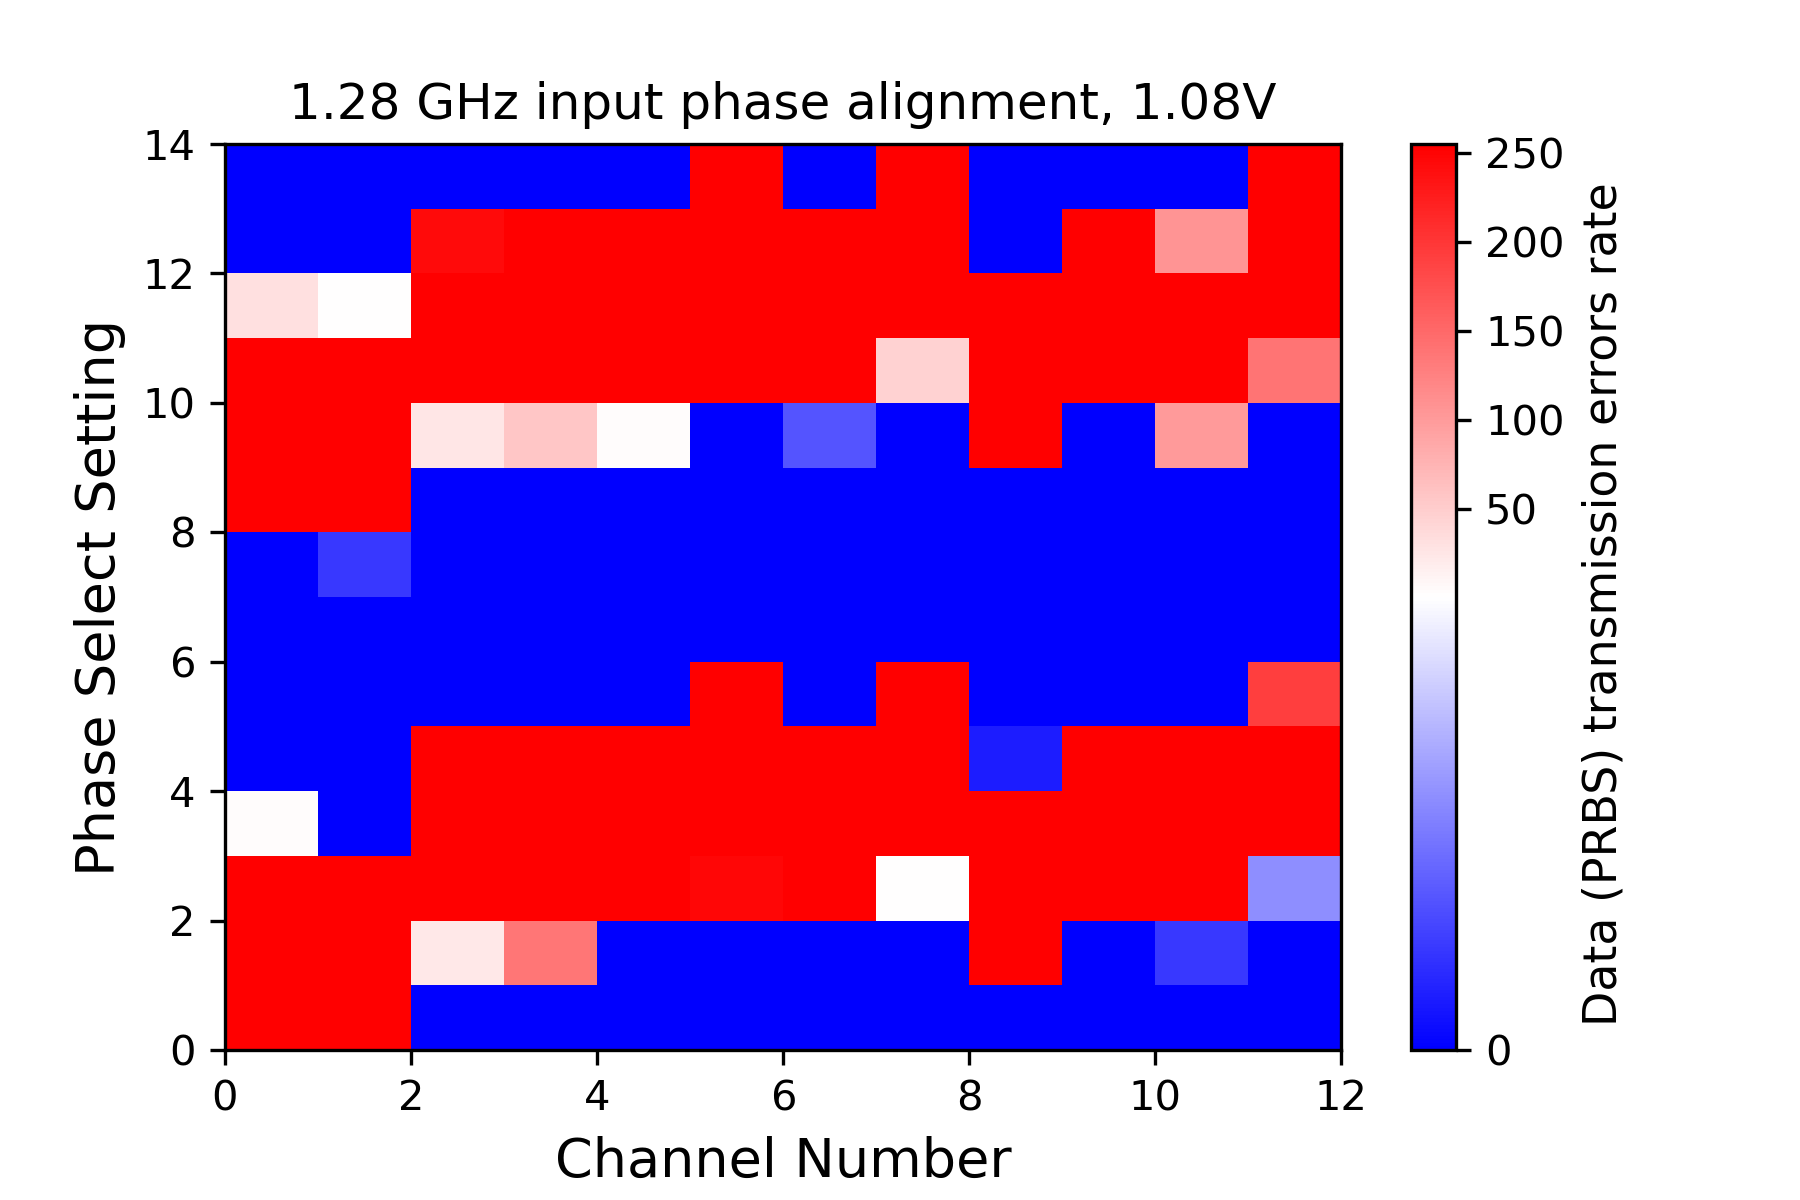 1.28 GHz input phase alignment, 1.08V
Phase Select Setting
14
12
10
8
6
4
2
0
0 2 4 6 8 10 12
Channel Number
250
200
150
100
50
0
Data (PRBS) transmission errors rate